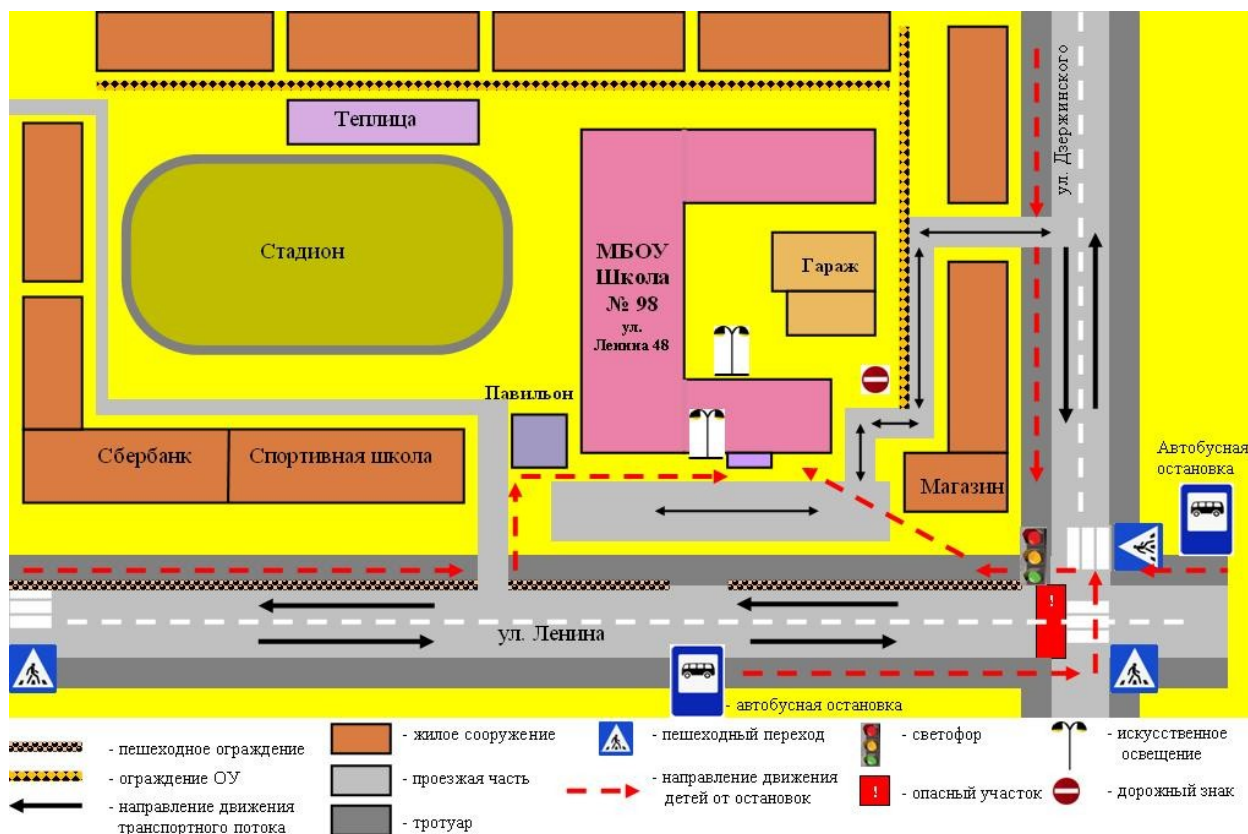 ул. Дзержинского
Теплица
Стадион
МБОУ
Школа
№ 98
ул.
Ленина 48
Гараж
Павильон
Сбербанк
Спортивная школа
Магазин
Автобусная
остановка
!
ул. Ленина
- автобусная остановка
- пешеходное ограждение
- жилое сооружение
- пешеходный переход
- светофор
- искусственное
освещение
- ограждение ОУ
- проезжая часть
- направление движения
детей от остановок
!
- опасный участок
- дорожный знак
- направление движения
транспортного потока
- тротуар